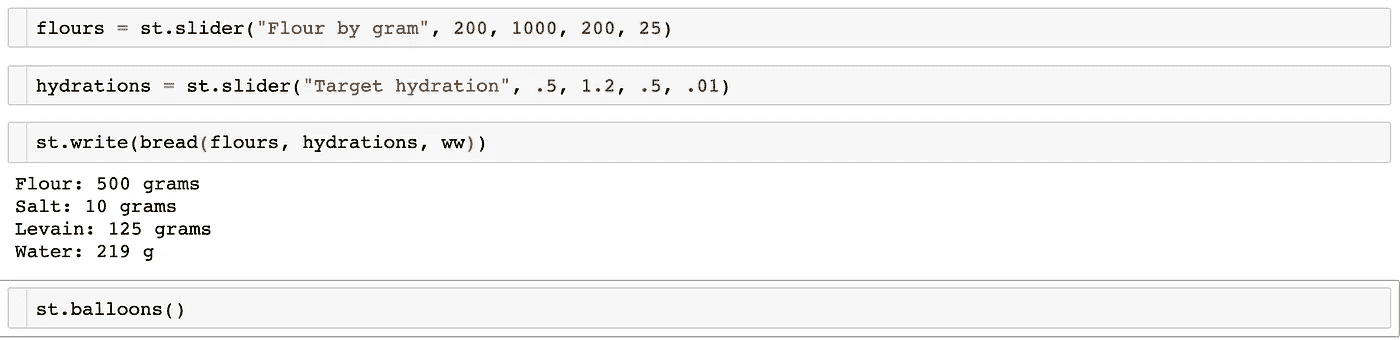 flours = st.slider("Flour by gram", 200, 1000, 200, 25)
hydrations = st.slider("Target hydration", .5, 1.2, .5, .01)
st.write(bread(flours, hydrations, ww))
Flour: 500 grams
Salt: 10 grams
Levain: 125 grams
Water: 219 g
st.balloons()